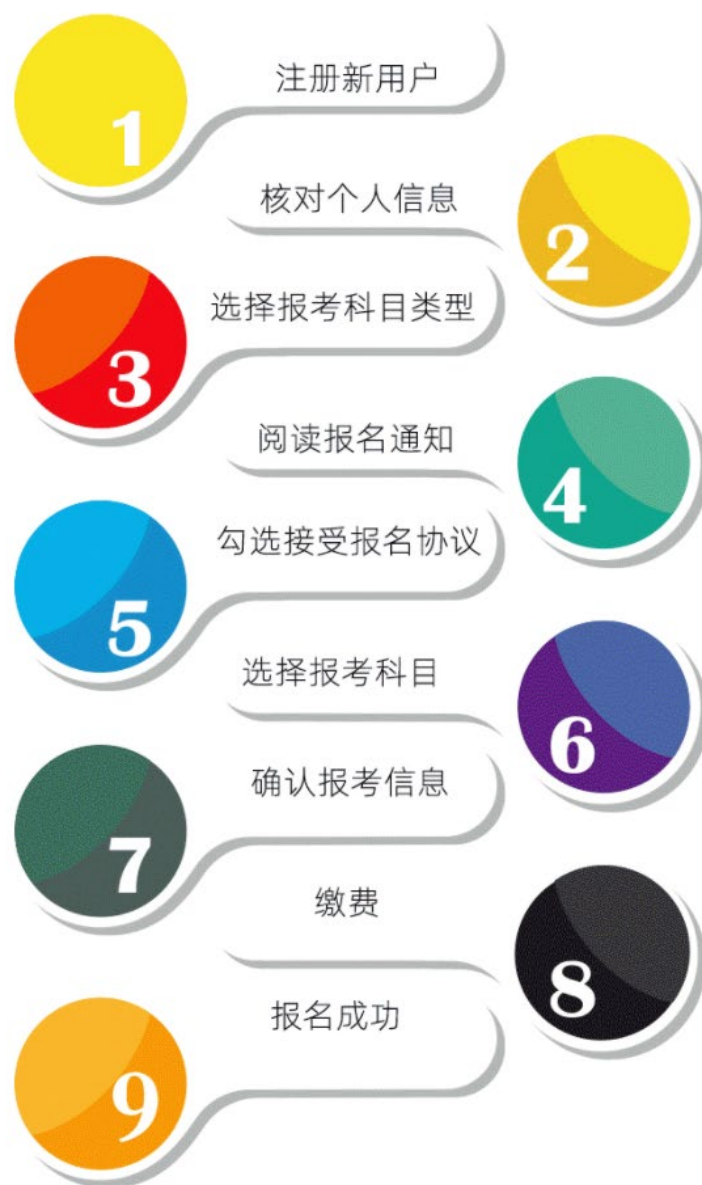 1
注册新用户
核对个人信息
2
3
选择报考科目类型
阅读报名通知
4
勾选接受报名协议
5
选择报考科目
6
7
确认报考信息
缴费
8
报名成功
9